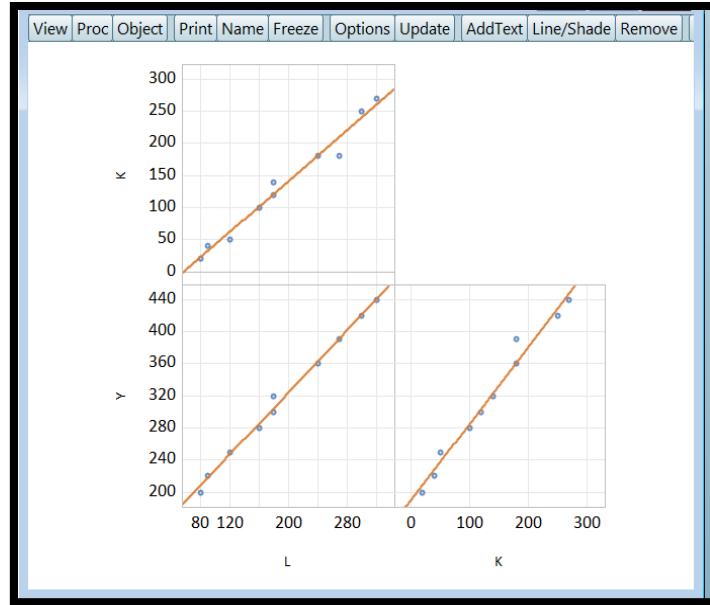 View Proc Object Print Name Freeze Options Update AddText Line/Shade Remove
300
250
200
150
100
50
0
K
440
400
360
320
280
240
200
Y
80 120 200 280 0 100 200 300
L K